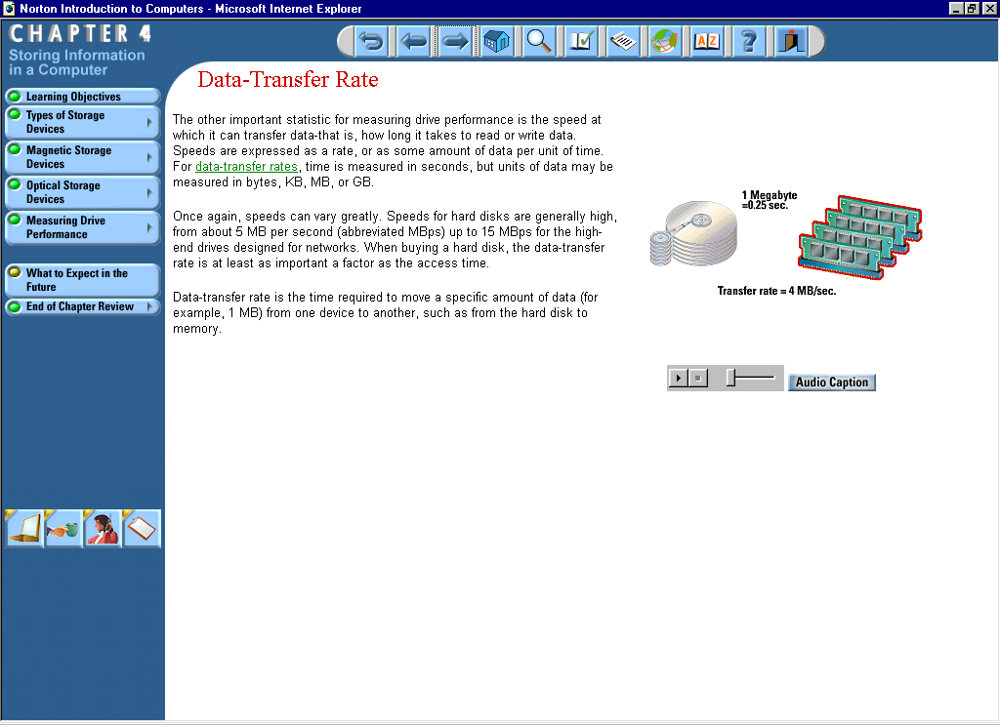 Norton Introduction to Computers - Microsoft Internet Explorer
CHAPTER 4
Storing Information
in a Computer
AZ
?
Learning Objectives
Types of Storage
Devices
Magnetic Storage
Devices
Optical Storage
Devices
Measuring Drive
Performance
What to Expect in the
Future
End of Chapter Review
Data-Transfer Rate
The other important statistic for measuring drive performance is the speed at
which it can transfer data-that is, how long it takes to read or write data.
Speeds are expressed as a rate, or as some amount of data per unit of time.
For data-transfer rates, time is measured in seconds, but units of data may be
measured in bytes, KB, MB, or GB.
Once again, speeds can vary greatly. Speeds for hard disks are generally high,
from about 5 MB per second (abbreviated MBps) up to 15 MBps for the high-
end drives designed for networks. When buying a hard disk, the data-transfer
rate is at least as important a factor as the access time.
Data-transfer rate is the time required to move a specific amount of data (for
example, 1 MB) from one device to another, such as from the hard disk to
memory.
1 Megabyte
=0.25 sec.
Transfer rate = 4 MB/sec.
Audio Caption